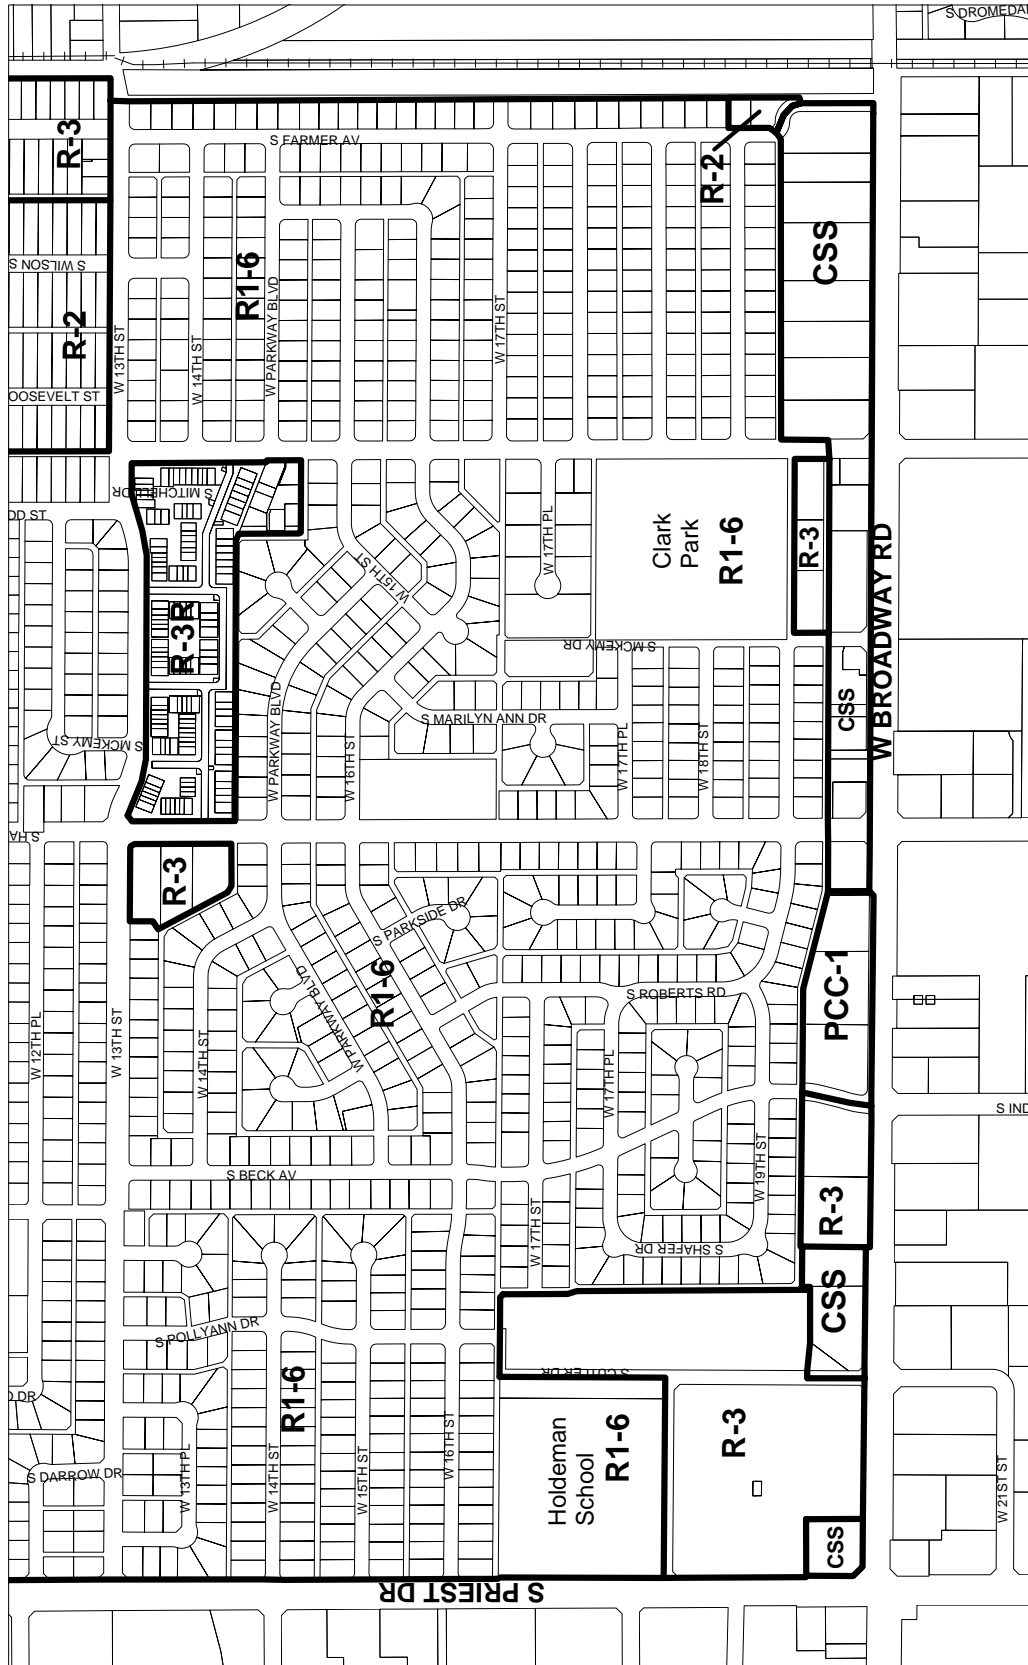 S DROMEDA
S FARMER AV
R-3
R-2
CSS
S WILSON
R1-6
W PARKWAY BLVD
W 17TH ST
R-2
W 13TH ST
W 14TH ST
OOSEVELT ST
S MITCHELL DR
OD ST
Clark
Park
R1-6
R-3
W 17TH PL
W 15TH ST
W BROADWAY RD
R-3R
S MCKEMY DR
CSS
S MARILYN ANN DR
W PARKWAY BLVD
W 16TH ST
W 17TH PL
W 18TH ST
S MCKEMY ST
S HA
R-3
S PARKSIDE DR
R1-6
W PARKWAY BLVD
S ROBERTS RD
PCC-1
W 12TH PL
W 13TH ST
W 14TH ST
W 17TH PL
S IND
S BECK AV
W 19TH ST
R-3
W 17TH ST
S SHAFER DR
CSS
S POLLYANN DR
S CUTLER DR
R1-6
O DR
Holdeman
School
R1-6
R-3
S DARROW DR
W 13TH PL
W 14TH ST
W 15TH ST
W 16TH ST
W 21ST ST
CSS
S PRIEST DR